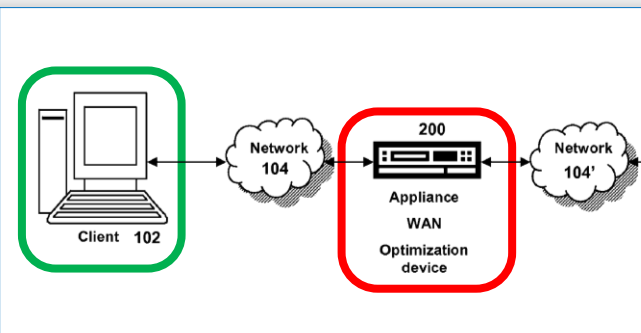 Client 102
Network
104
200
Appliance
WAN
Optimization
device
Network
104'